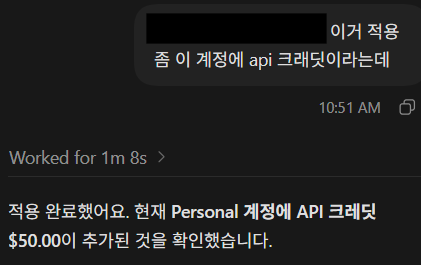 이거 적용
좀 이 계정에 api 크래딧이라는데
10:51 AM
Worked for 1m 8s
적용 완료했어요. 현재 Personal 계정에 API 크레딧
$50.00이 추가된 것을 확인했습니다.